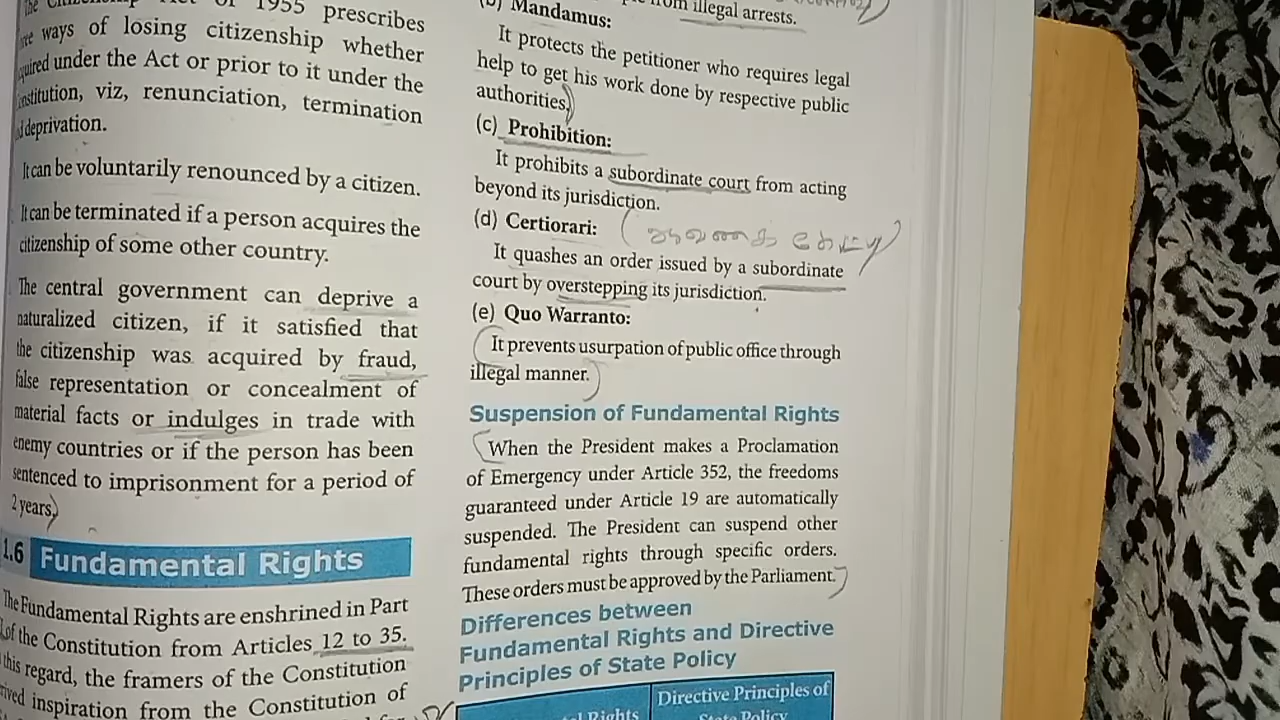 1955 prescribes
ways of losing citizenship whether
under the Act or prior to it under the
viz, renunciation, termination
deprivation.
It can be voluntarily renounced by a citizen.
It can be terminated if a person acquires the
citizenship of some other country.
The central government can deprive a
naturalized citizen, if it satisfied that
the citizenship was acquired by fraud,
false representation or concealment of
material facts or indulges in trade with
enemy countries or if the person has been
sentenced to imprisonment for a period of
2 years,
1.6 Fundamental Rights
The Fundamental Rights are enshrined in Part
of the Constitution from Articles 12 to 35.
this regard, the framers of the Constitution
inspiration from the Constitution of
illegal arrests.
(b) Mandamus:
It protects the petitioner who requires legal
help to get his work done by respective public
authorities.
(c) Prohibition:
It prohibits a subordinate court from acting
beyond its jurisdiction.
(d) Certiorari:
It quashes an order issued by a subordinate
court by overstepping its jurisdiction.
(e) Quo Warranto:
It prevents usurpation of public office through
illegal manner.
Suspension of Fundamental Rights
When the President makes a Proclamation
of Emergency under Article 352, the freedoms
guaranteed under Article 19 are automatically
suspended. The President can suspend other
fundamental rights through specific orders.
These orders must be approved by the Parliament.
Differences between
Fundamental Rights and Directive
Principles of State Policy
Rights
Directive Principles of
State Policy